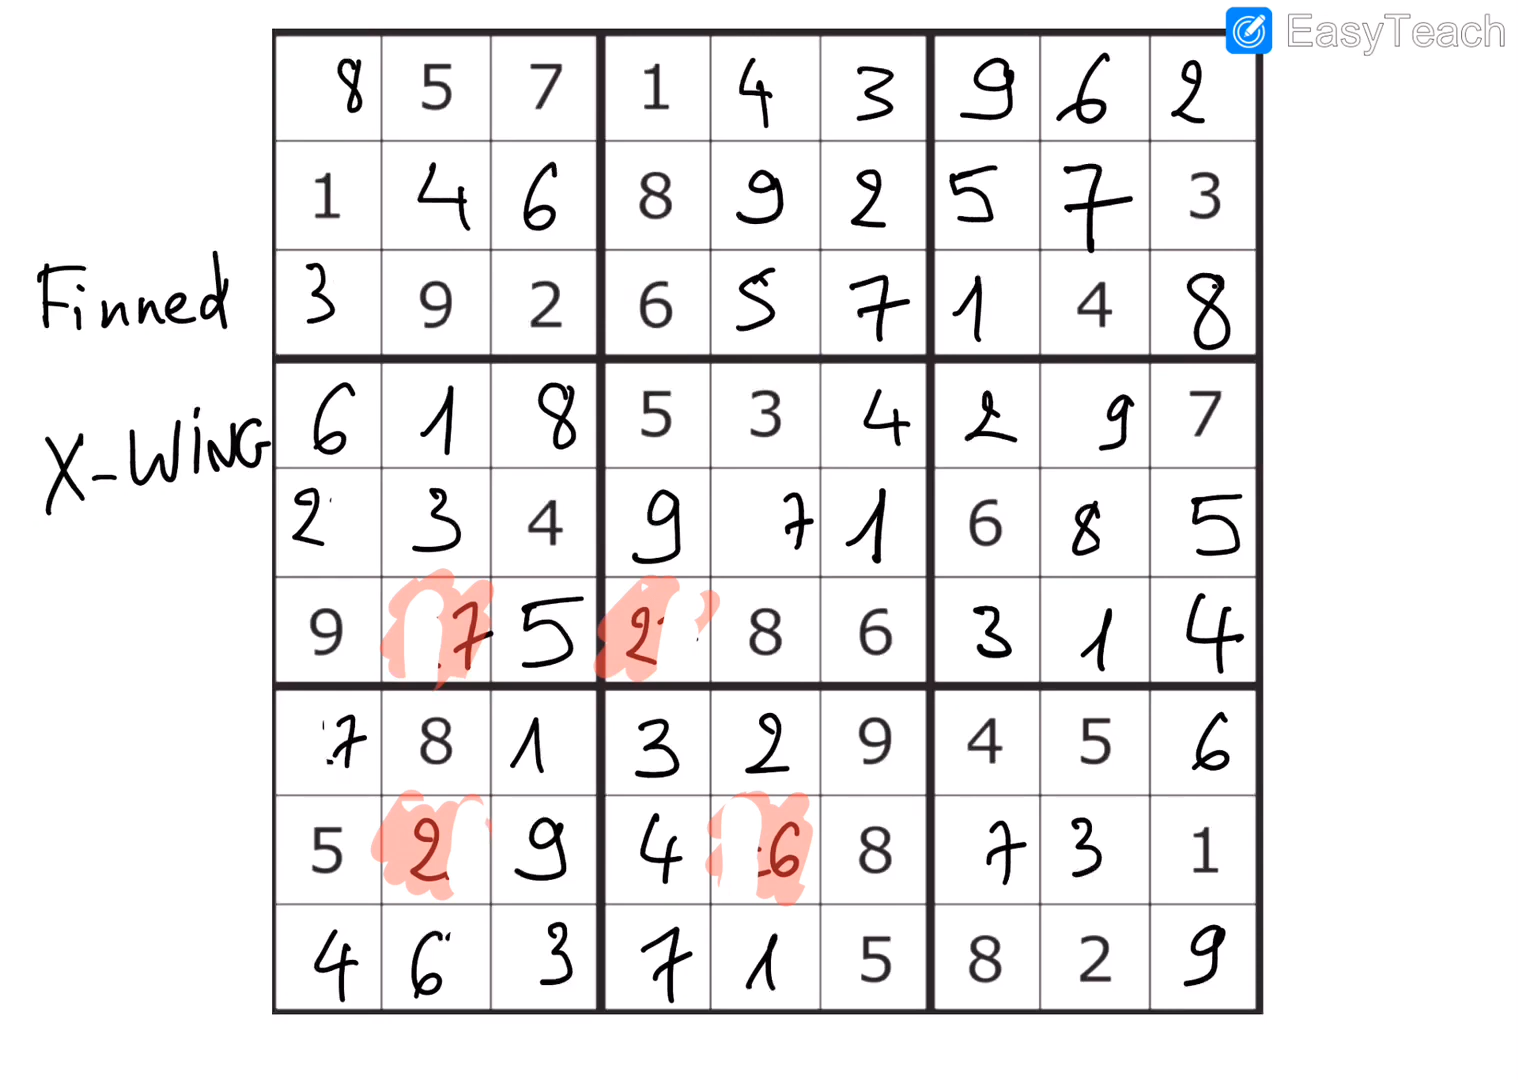 EasyTeach
8 5 7 1 4 3 9 6 2
1 4 6 8 9 2 5 7 3
Finned
3 9 2 6 5 7 1 4 8
X-WING
6 1 8 5 3 4 2 9 7
2 3 4 9 7 1 6 8 5
9 7 5 2 8 6 3 1 4
7 8 1 3 2 9 4 5 6
5 2 9 4 6 8 7 3 1
4 6 3 7 1 5 8 2 9